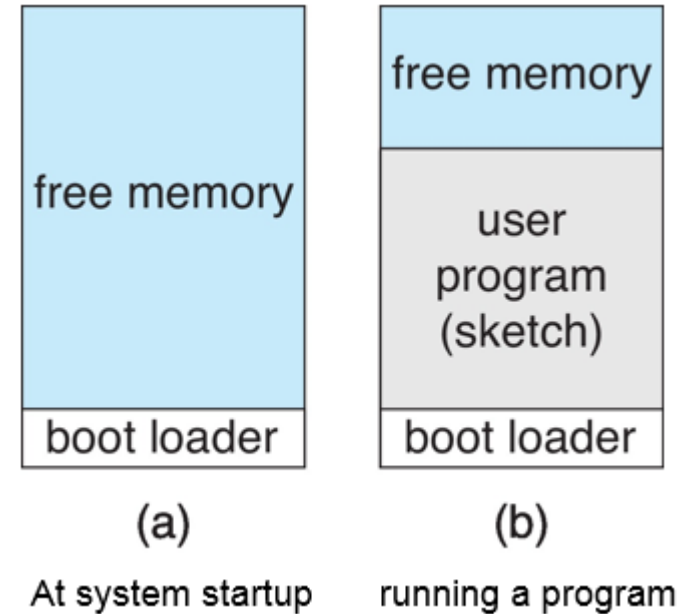 free memory
boot loader
(a)
At system startup
free memory
user
program
(sketch)
boot loader
(b)
running a program